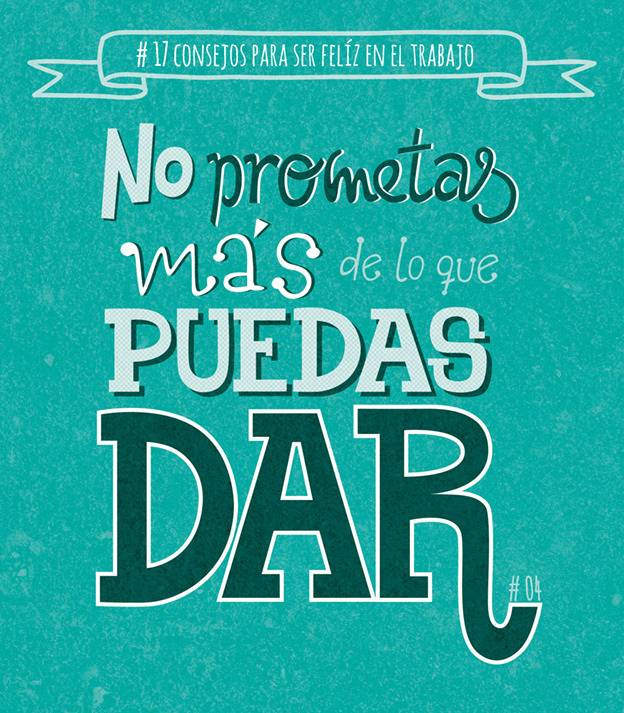 # 17 CONSEJOS PARA SER FELÍZ EN EL TRABAJO
No prometas
más de lo que
PUEDAS
DAR
# 04